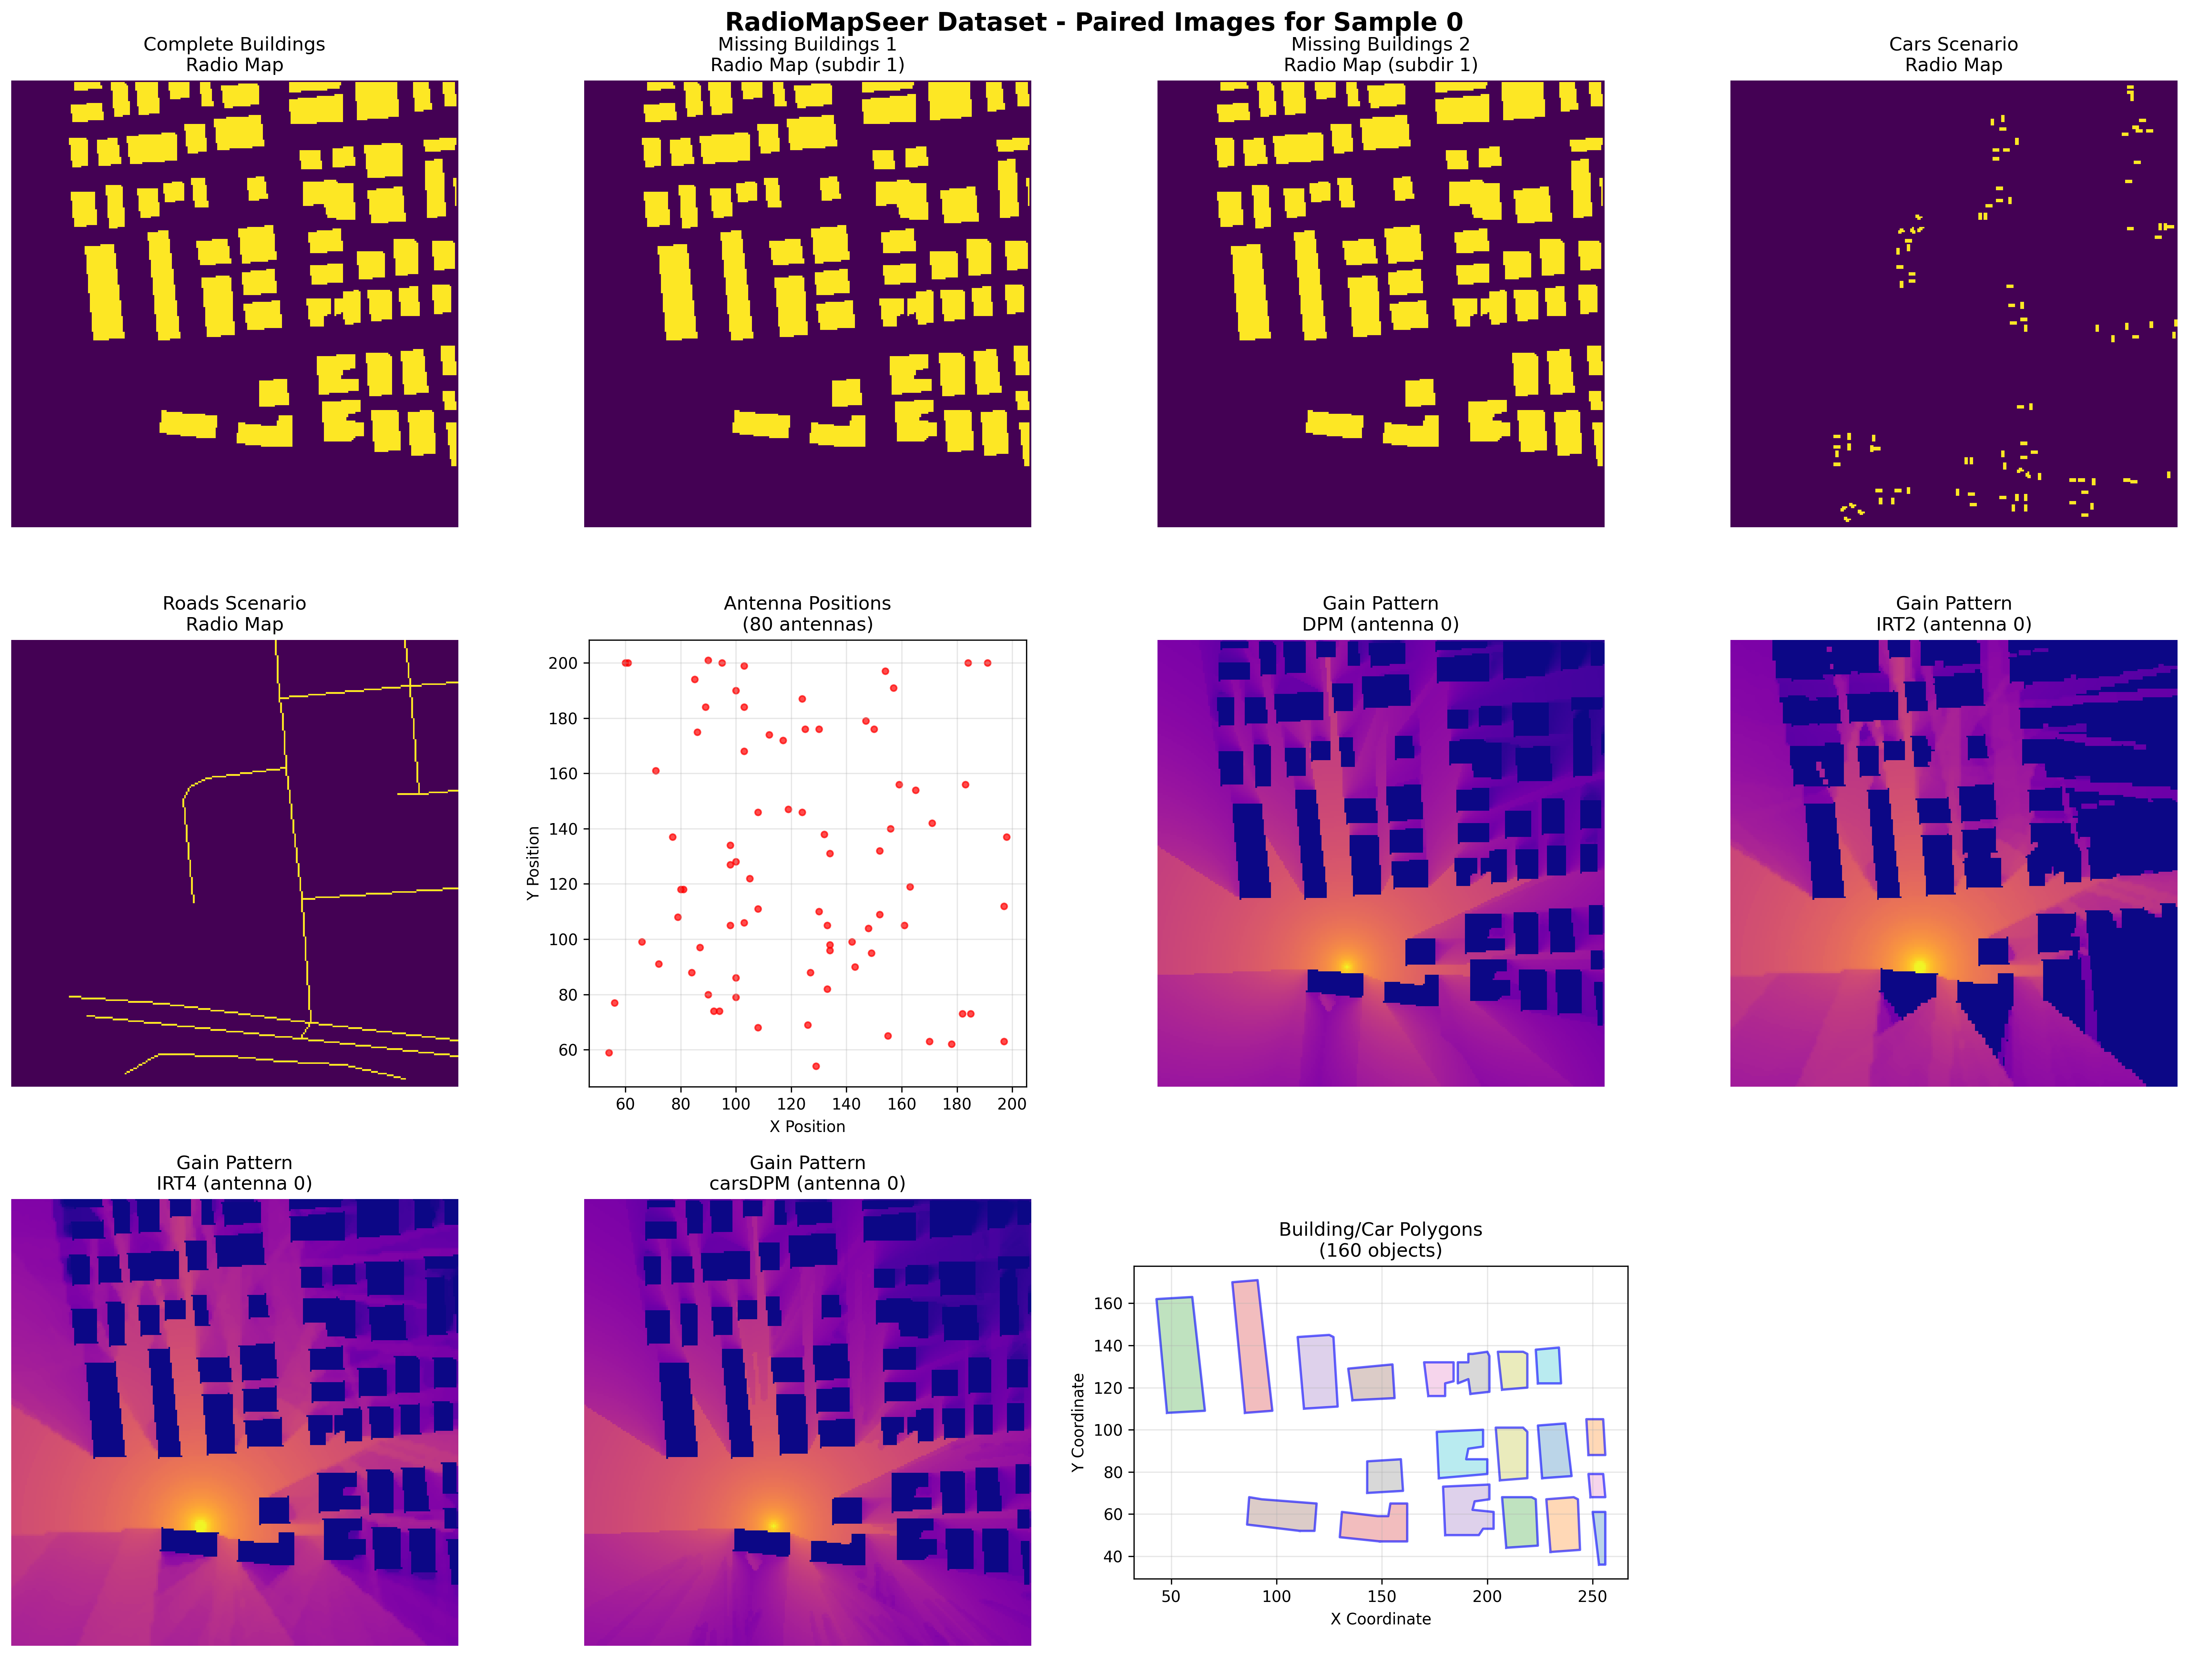 RadioMapSeer Dataset - Paired Images for Sample 0
Complete Buildings
Radio Map
Missing Buildings 1
Radio Map (subdir 1)
Missing Buildings 2
Radio Map (subdir 1)
Cars Scenario
Radio Map
Roads Scenario
Radio Map
Antenna Positions
(80 antennas)
200
180
160
140
120
100
80
60
Y Position
60 80 100 120 140 160 180 200
X Position
Gain Pattern
DPM (antenna 0)
Gain Pattern
IRT2 (antenna 0)
Gain Pattern
IRT4 (antenna 0)
Gain Pattern
carsDPM (antenna 0)
Building/Car Polygons
(160 objects)
160
140
120
100
80
60
40
Y Coordinate
50 100 150 200 250
X Coordinate